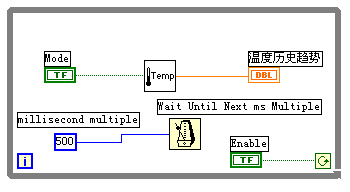 Mode
温度历史趋势
TF
Temp
DBL
Wait Until Next ms Multiple
millisecond multiple
500
Enable
i
TF